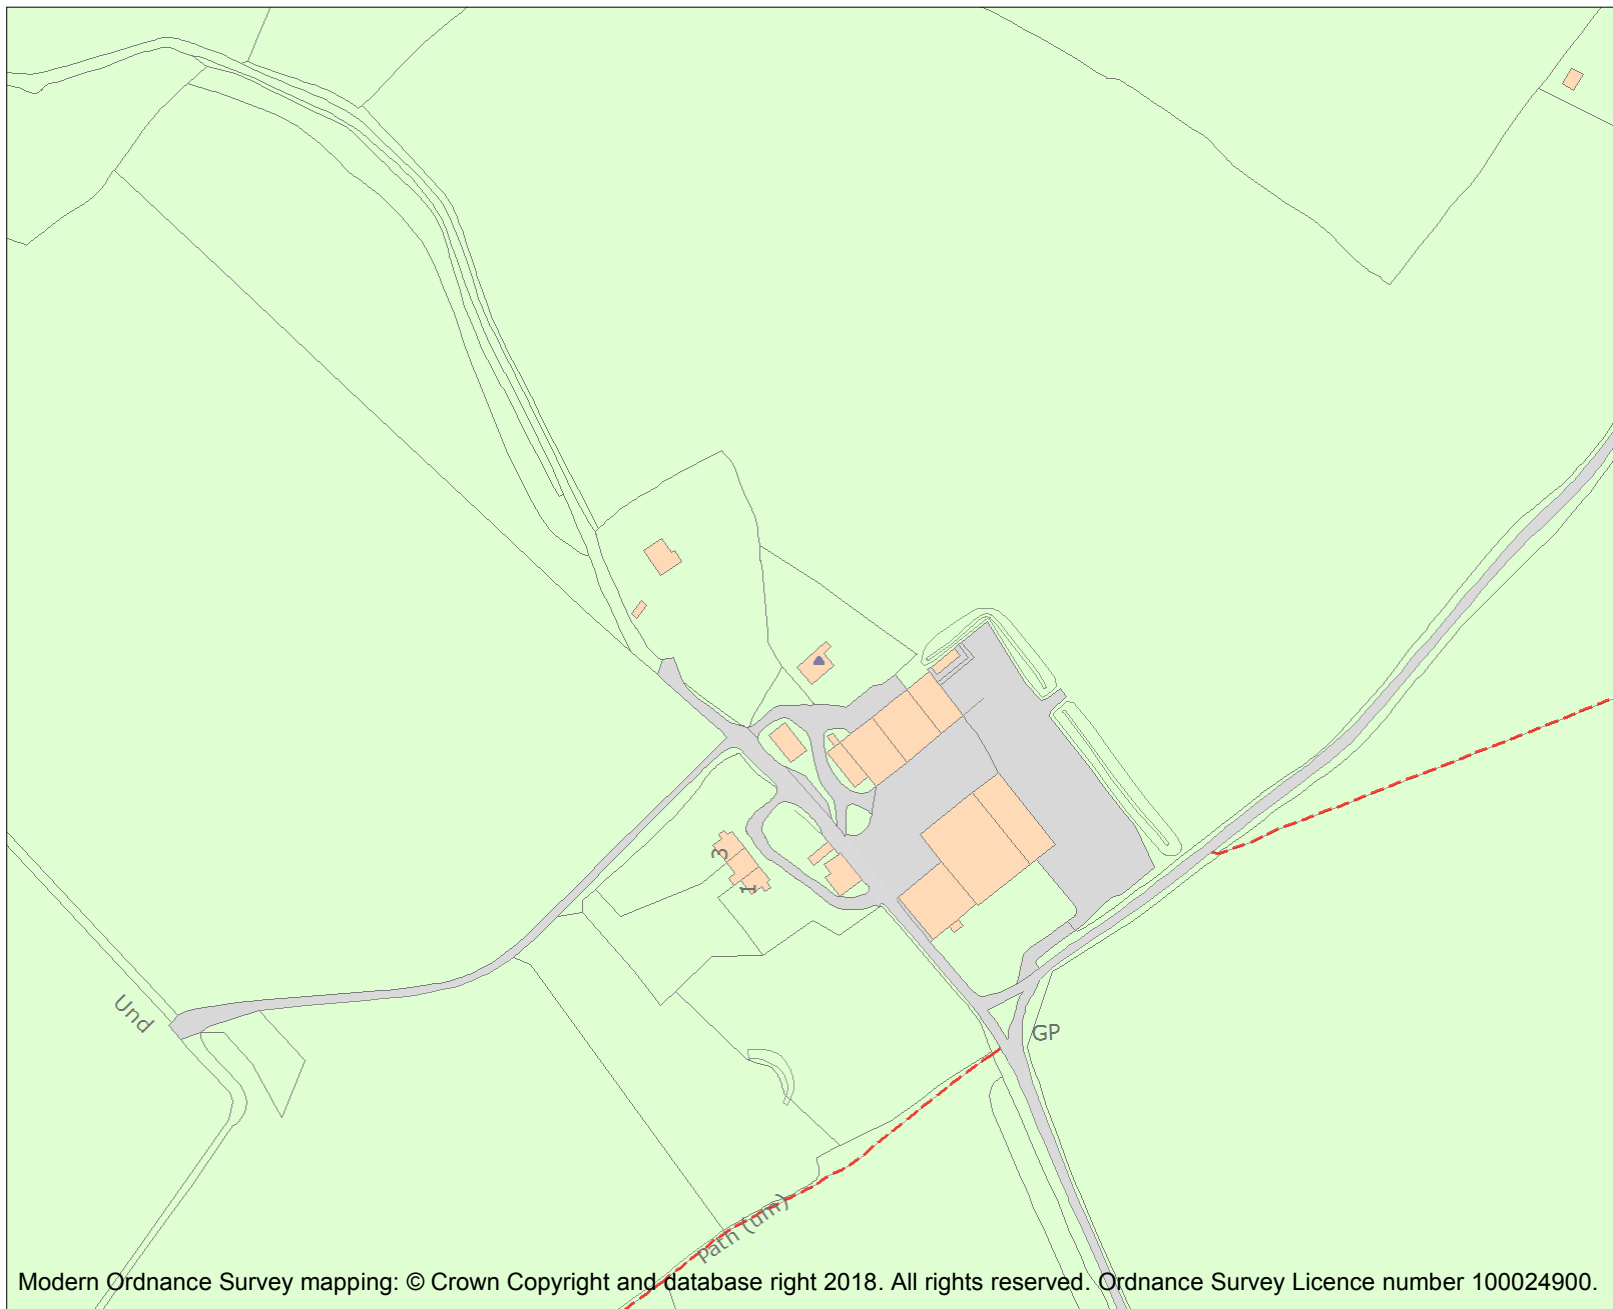 3
1
Und
GP
Path (um)
Modern Ordnance Survey mapping: © Crown Copyright and database right 2018. All rights reserved. Ordnance Survey Licence number 100024900.